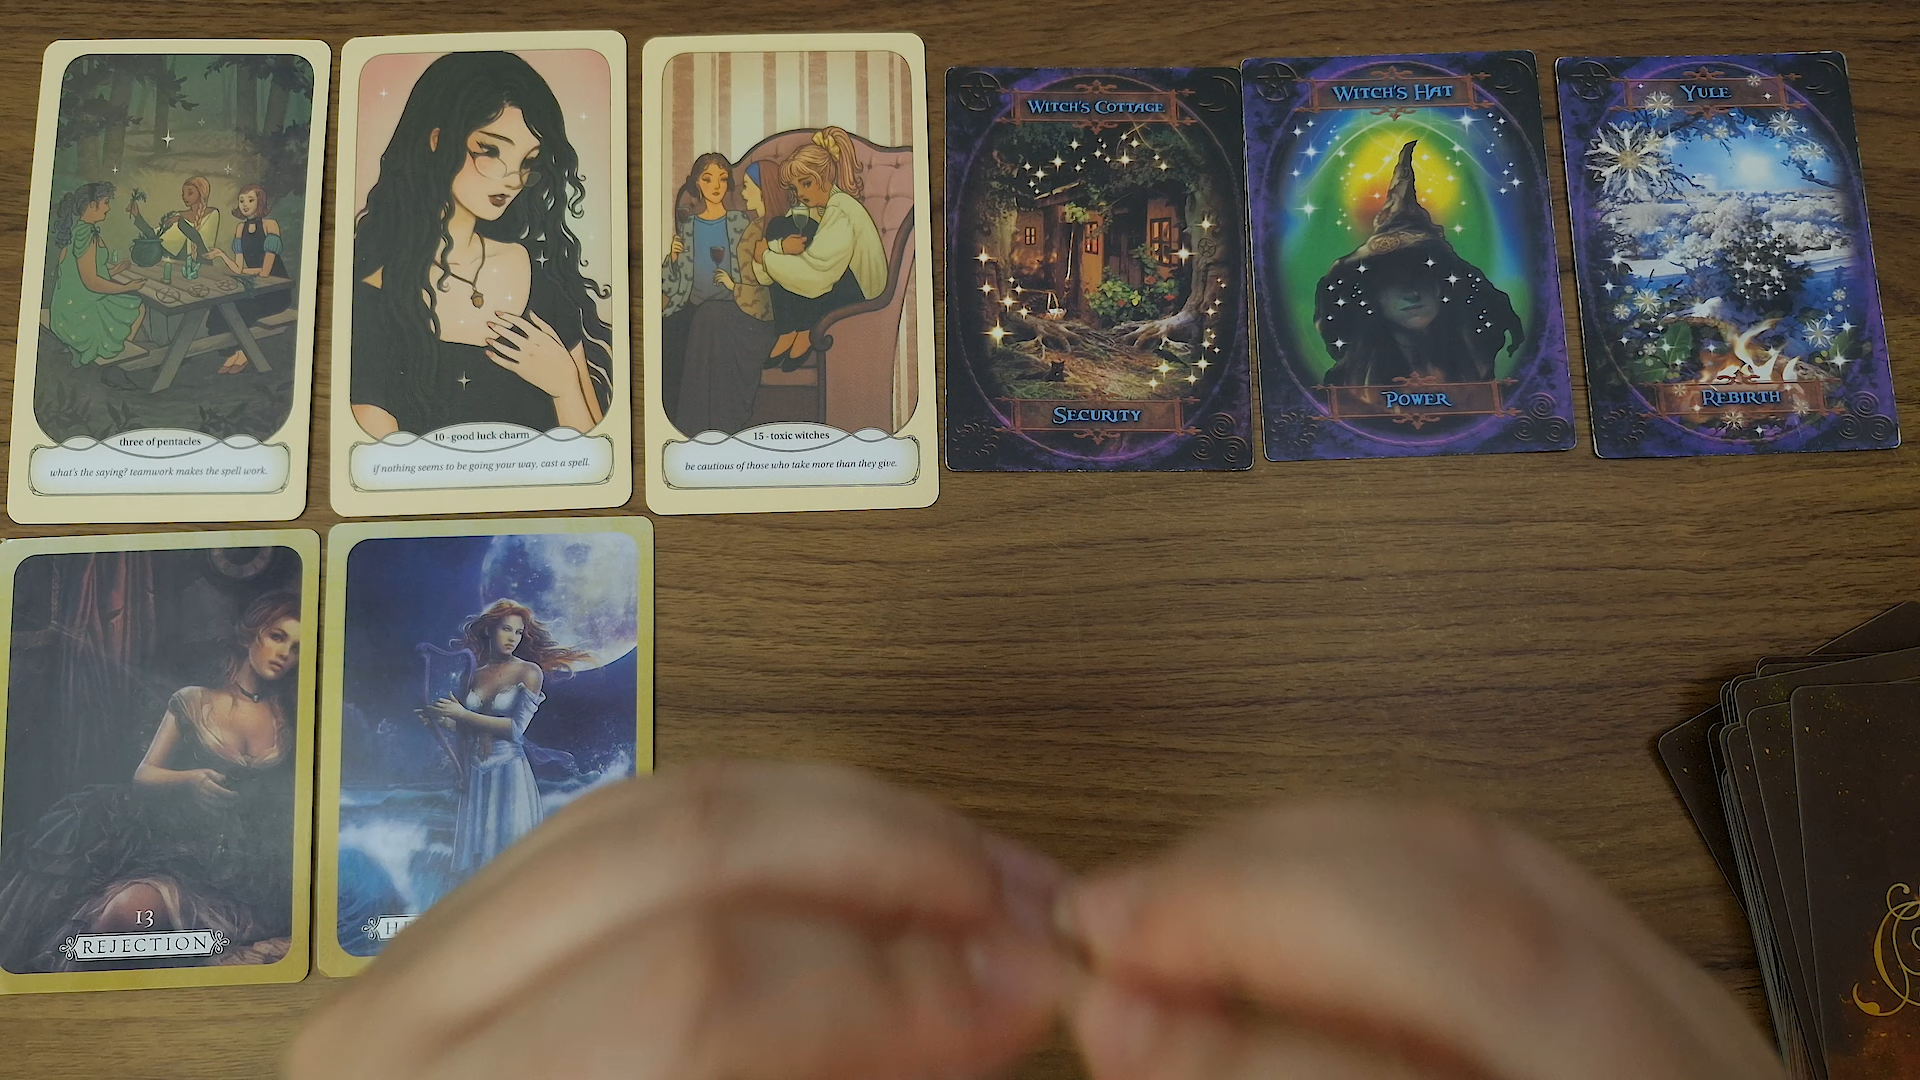 three of pentacles
what's the saying? teamwork makes the spell work.
10 - good luck charm
if nothing seems to be going your way, cast a spell.
15 - toxic witches
be cautious of those who take more than they give.
WITCH'S COTTAGE
SECURITY
WITCH'S HAT
POWER
YULE
REBIRTH
13
REJECTION